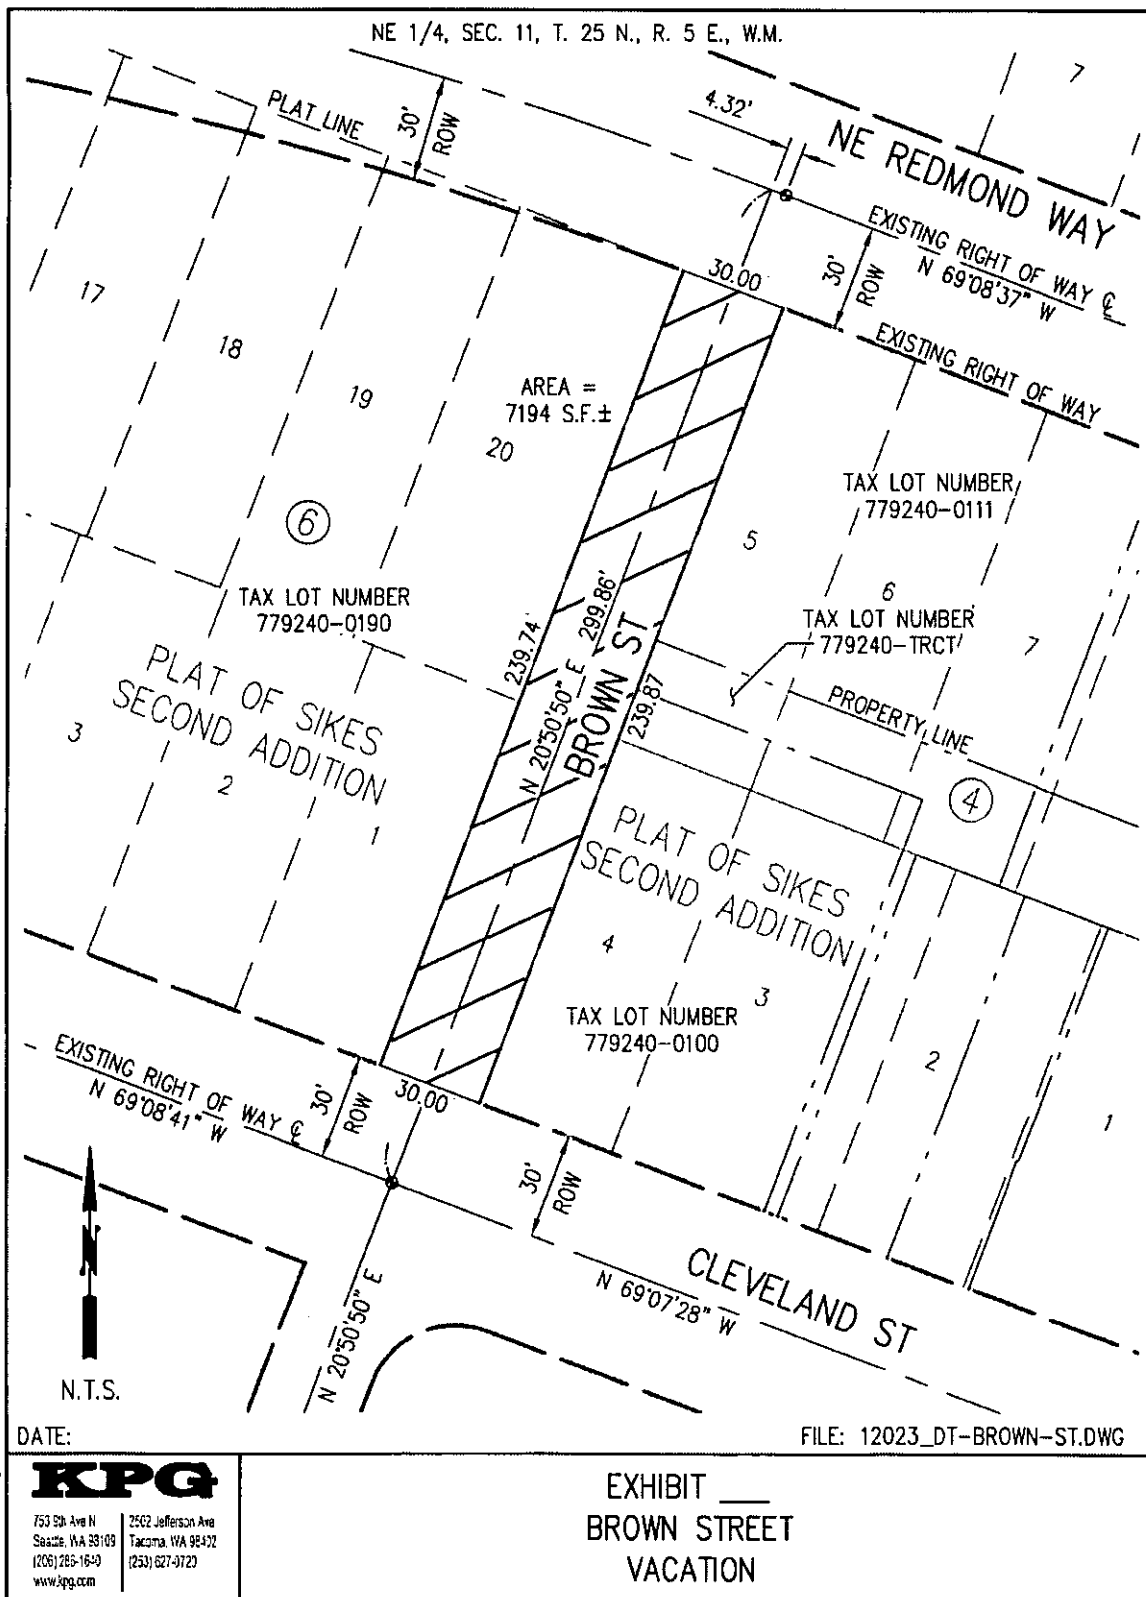 NE 1/4, SEC. 11, T. 25 N., R. 5 E., W.M.
7
4.32'
PLAT LINE
30'
ROW
NE REDMOND WAY
EXISTING RIGHT OF WAY ℄
N 69°08'37" W
30'
ROW
30.00
EXISTING RIGHT OF WAY
17
18
19
20
AREA =
7194 S.F.±
TAX LOT NUMBER
779240-0111
5
6
7
6
TAX LOT NUMBER
779240-0190
TAX LOT NUMBER
779240-TRCT
239.74
N 20°50'50" E 299.86'
BROWN ST
239.87
PROPERTY LINE
4
PLAT OF SIKES
SECOND ADDITION
3
2
1
PLAT OF SIKES
SECOND ADDITION
4
3
2
1
TAX LOT NUMBER
779240-0100
EXISTING RIGHT OF WAY ℄
N 69°08'41" W
30'
ROW
30.00
30'
ROW
CLEVELAND ST
N 69°07'28" W
N 20°50'50" E
N
N.T.S.
DATE:
FILE: 12023_DT-BROWN-ST.DWG
KPG
753 9th Ave N
Seattle, WA 98109
(206) 286-1640
www.kpg.com
2502 Jefferson Ave
Tacoma, WA 98402
(253) 627-0720
EXHIBIT ___
BROWN STREET
VACATION